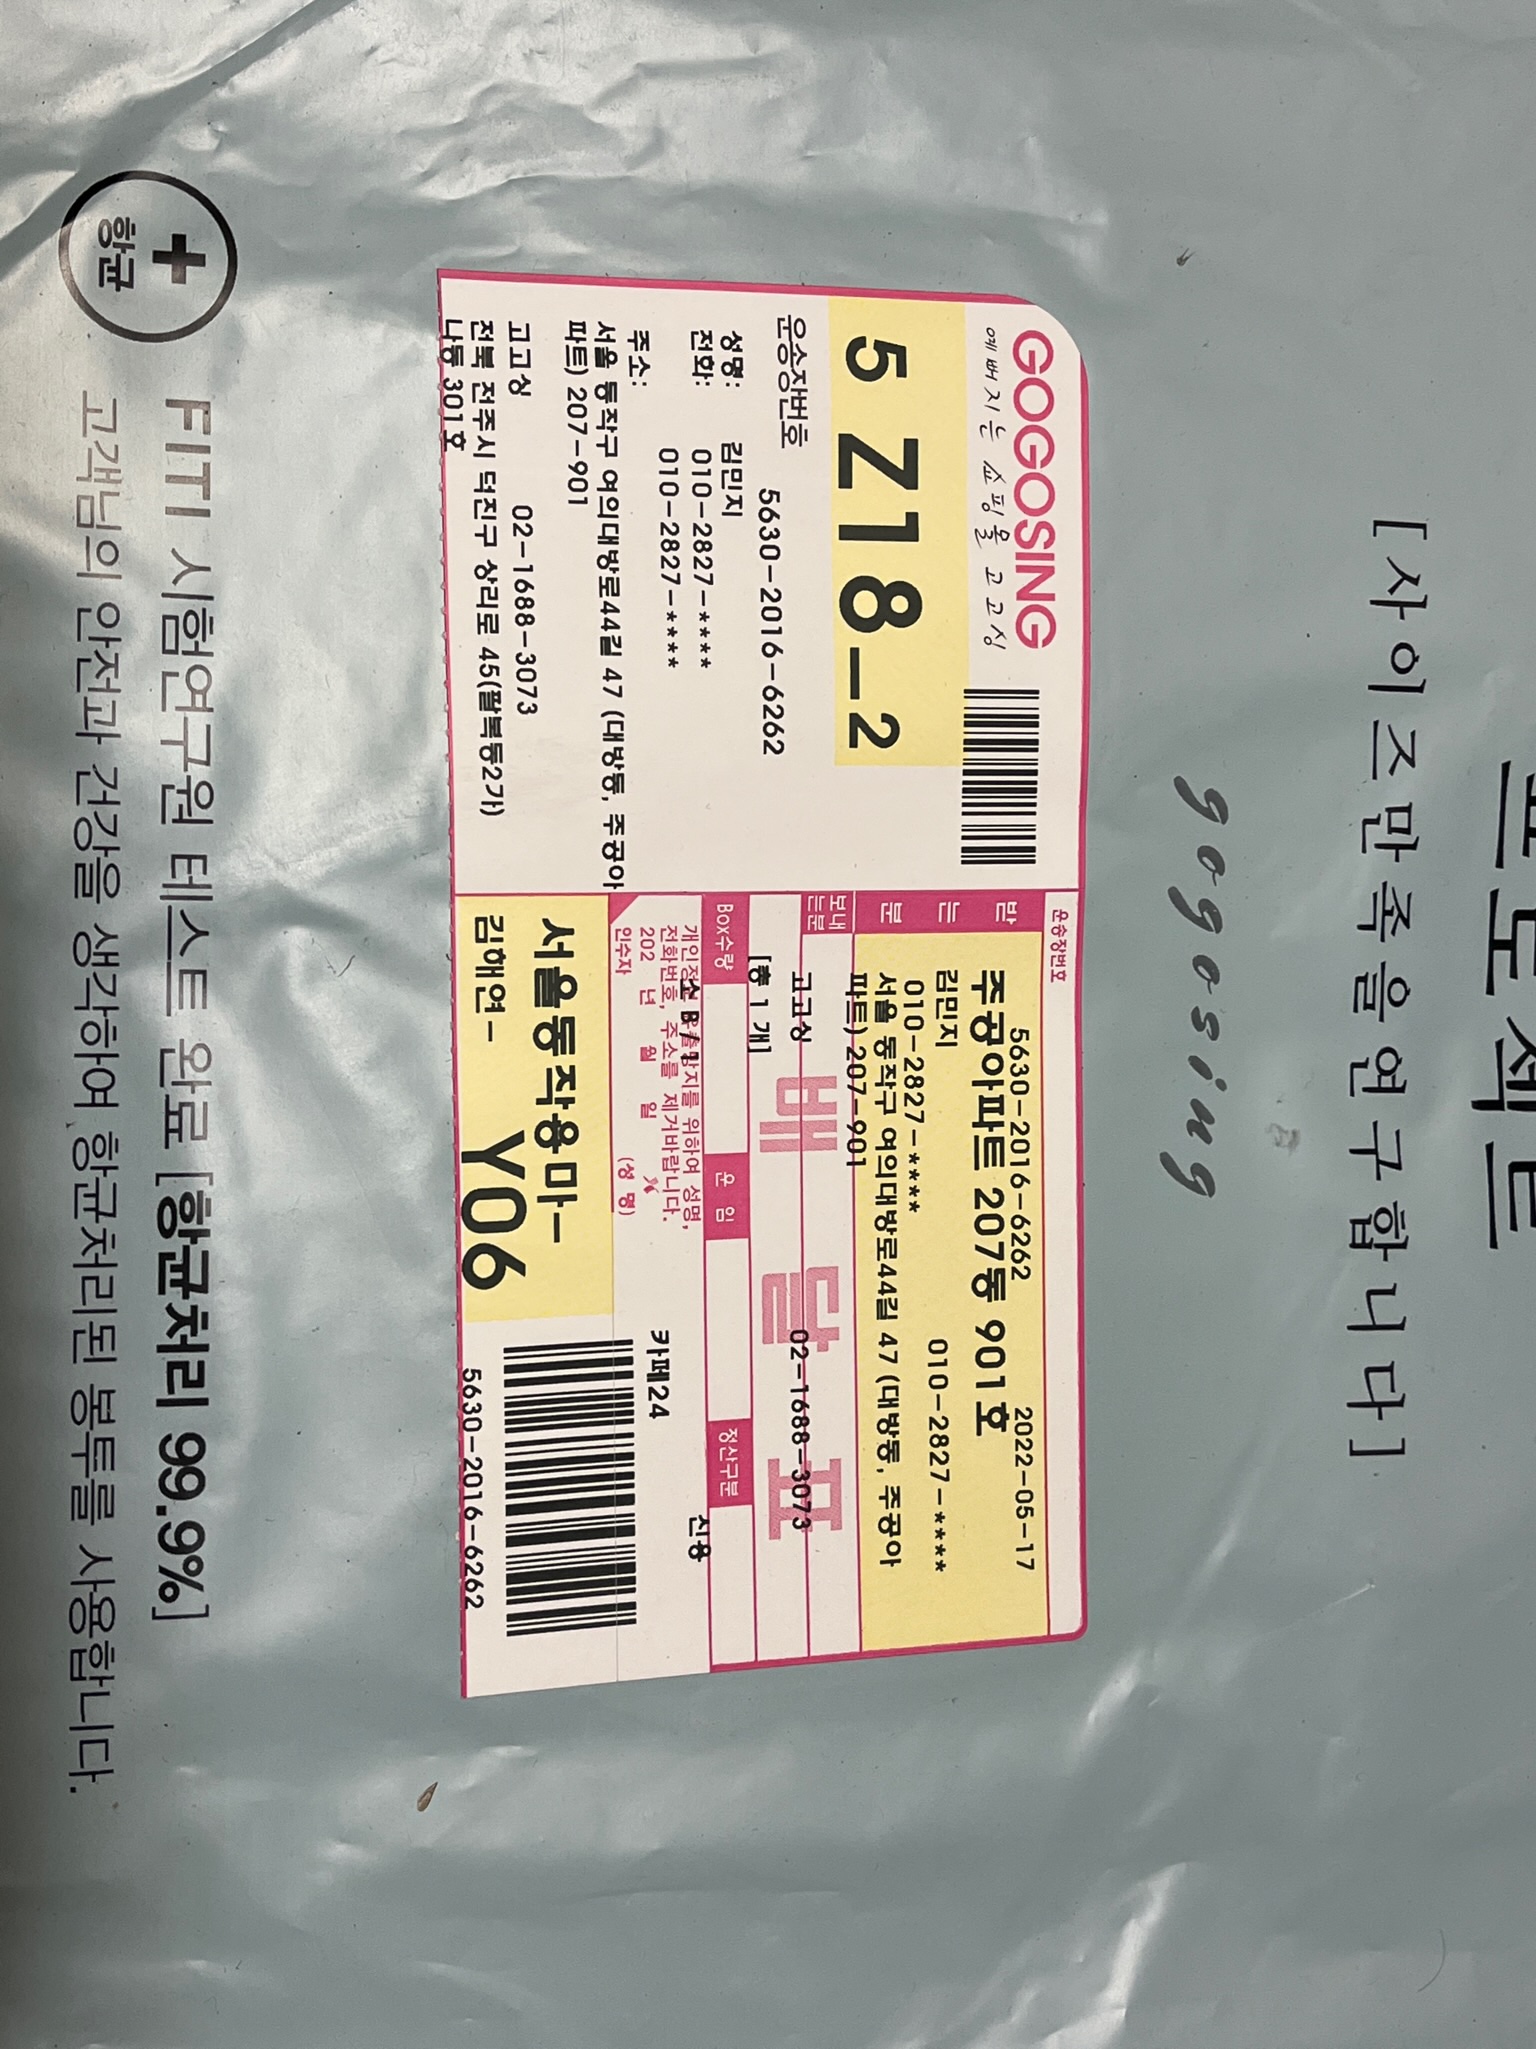 [사이즈만족을연구합니다]
gogosing
GOGOSING
예뻐지는 쇼핑몰 고고싱
5 Z18-2
운송장번호
5630-2016-6262
성명: 김민지
전화: 010-2827-****
010-2827-****
주소:
서울 동작구 여의대방로44길 47 (대방동, 주공아
파트) 207-901
고고싱 02-1688-3073
전북 전주시 덕진구 상리로 45(팔복동2가)
나동 301호
운송장번호
5630-2016-6262 2022-05-17
받는분
주공아파트 207동 901호
김민지 010-2827-****
010-2827-****
서울 동작구 여의대방로44길 47 (대방동, 주공아
파트) 207-901
보내는분
고고싱 02-1688-3073
배달표
[총 1 개]
Box수량 운임 정산구분
소 B/1 신용
개인정보 유출방지를 위하여 성명,
전화번호, 주소를 제거바랍니다.
202 년 월 일 시
인수자 (성 명)
카페24
서울동작용마-
김해연- Y06
5630-2016-6262
+
항균
FITI 시험연구원 테스트 완료 [항균처리 99.9%]
고객님의 안전과 건강을 생각하여 항균처리된 봉투를 사용합니다.